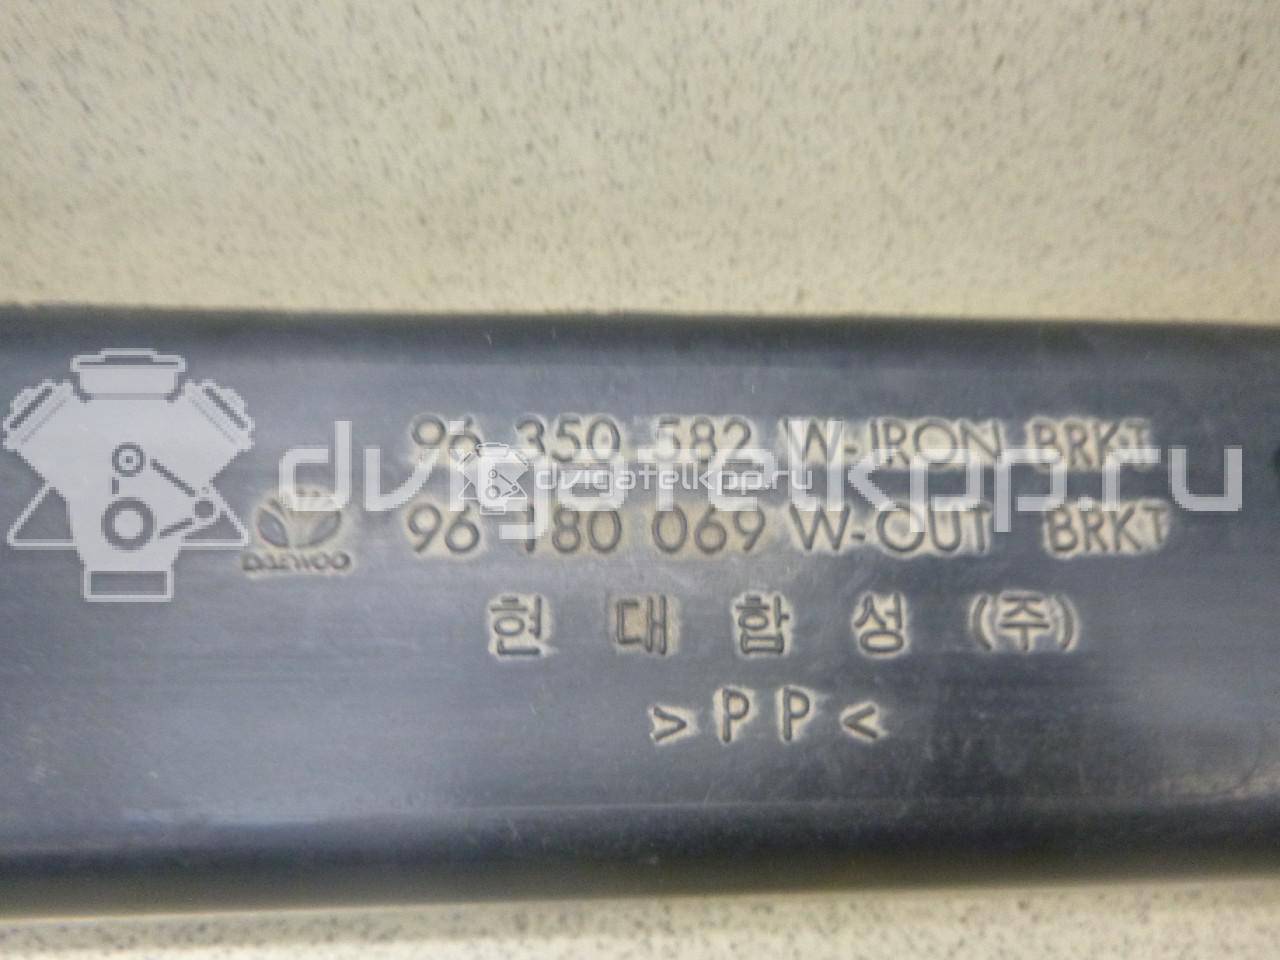 96 350 582 W-IRON BRKT
dvigatelkpp.ru
dvigatelkpp.ru
DAEWOO
96 180 069 W-OUT BRKT
현 대 합 성 (주)
>PP<